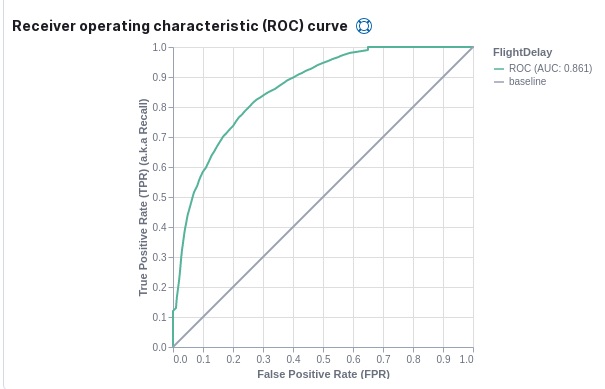 Receiver operating characteristic (ROC) curve
FlightDelay
ROC (AUC: 0.861)
baseline
True Positive Rate (TPR) (a.k.a Recall)
1.0
0.9
0.8
0.7
0.6
0.5
0.4
0.3
0.2
0.1
0.0
0.0 0.1 0.2 0.3 0.4 0.5 0.6 0.7 0.8 0.9 1.0
False Positive Rate (FPR)